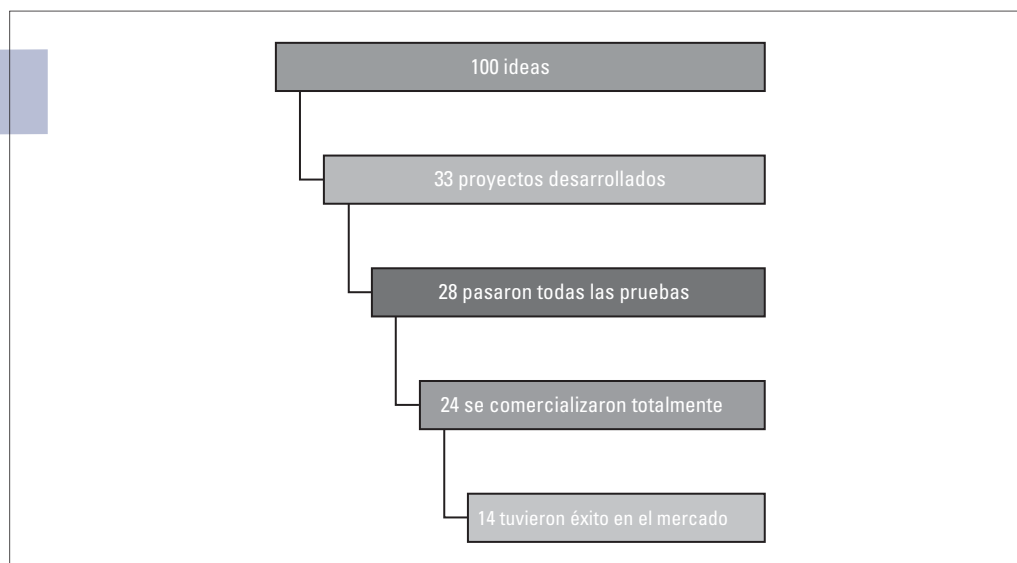 100 ideas
33 proyectos desarrollados
28 pasaron todas las pruebas
24 se comercializaron totalmente
14 tuvieron éxito en el mercado